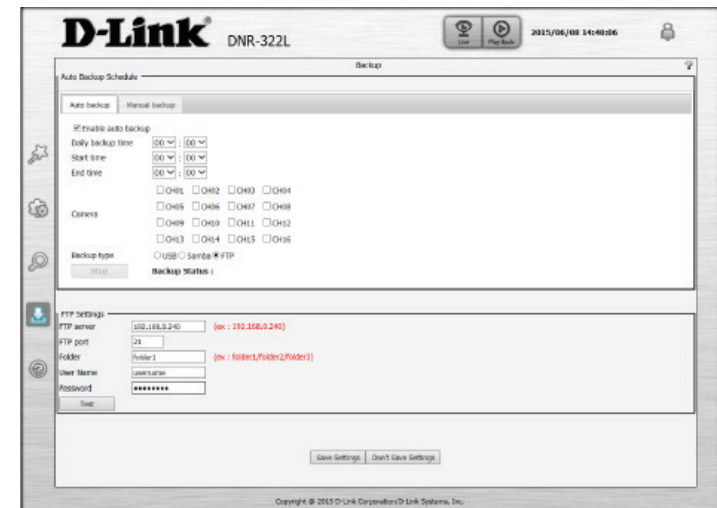 D-Link DNR-322L Live Play Back 2015/06/08 14:40:06
Backup ?
Auto Backup Schedule
Auto backup Manual backup
Enable auto backup
Daily backup time 00 : 00
Start time 00 : 00
End time 00 : 00
Camera
CH01 CH02 CH03 CH04
CH05 CH06 CH07 CH08
CH09 CH10 CH11 CH12
CH13 CH14 CH15 CH16
Backup type USB Samba FTP
Stop Backup Status :
FTP Settings
FTP server 192.168.0.240 (ex : 192.168.0.240)
FTP port 21
Folder folder1 (ex : folder1/folder2/folder3)
User Name username
Password ••••••••
Test
Save Settings Don't Save Settings
Copyright © 2015 D-Link Corporation/D-Link Systems, Inc.